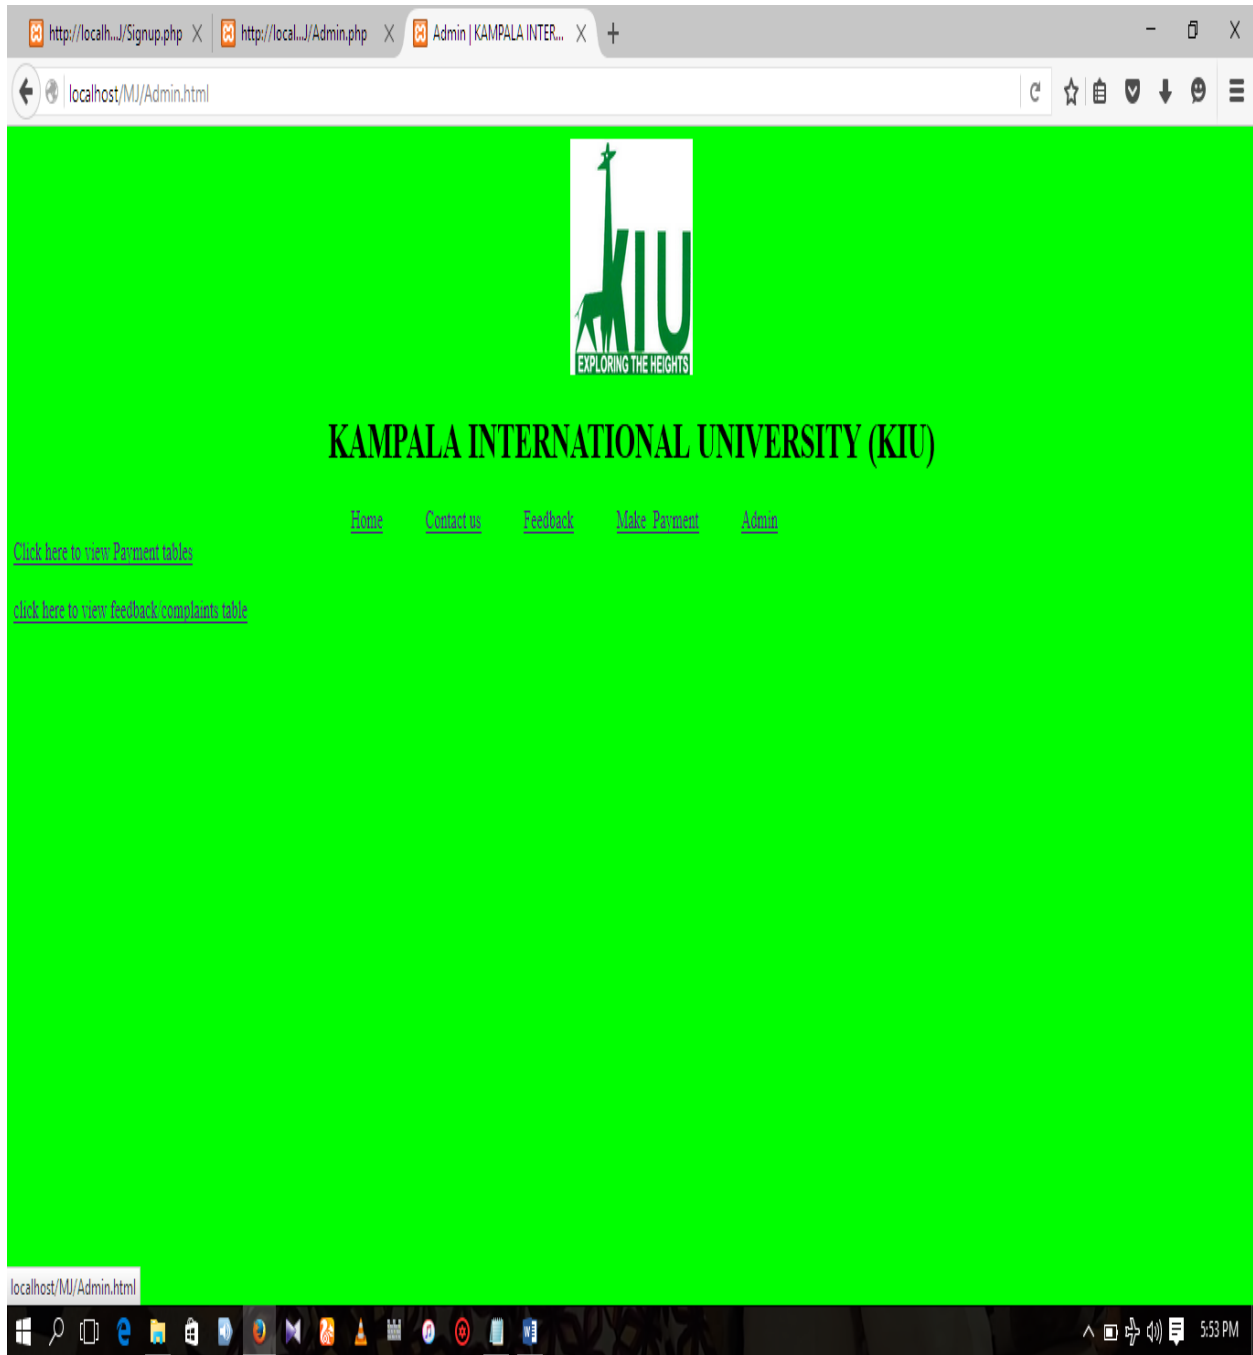 http://localh...J/Signup.php http://local...J/Admin.php Admin | KAMPALA INTER...
localhost/MJ/Admin.html
KIU
EXPLORING THE HEIGHTS
KAMPALA INTERNATIONAL UNIVERSITY (KIU)
Home Contact us Feedback Make Payment Admin
Click here to view Payment tables
click here to view feedback/complaints table
localhost/MJ/Admin.html
5:53 PM